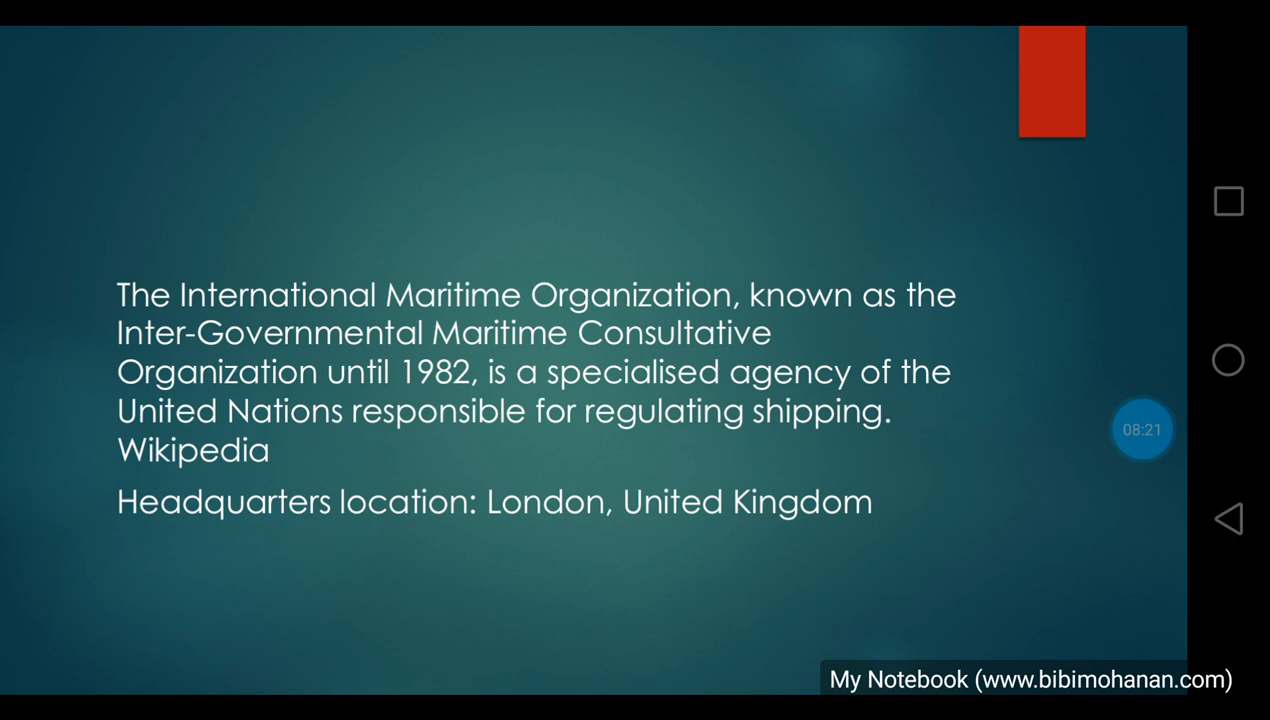 The International Maritime Organization, known as the
Inter-Governmental Maritime Consultative
Organization until 1982, is a specialised agency of the
United Nations responsible for regulating shipping.
Wikipedia
Headquarters location: London, United Kingdom
08:21
My Notebook (www.bibimohanan.com)